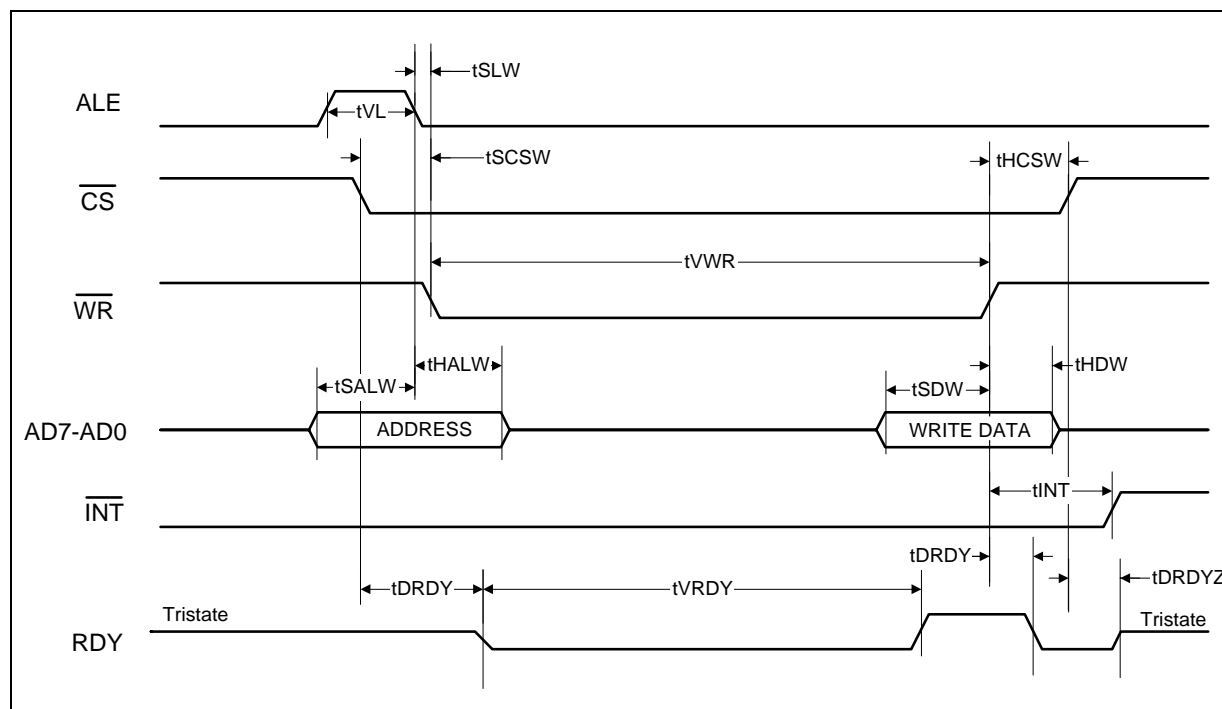 tSLW
ALE
tVL
tSCSW
tHCSW
CS
tVWR
WR
tHALW
tHDW
tSALW
tSDW
AD7-AD0
ADDRESS
WRITE DATA
tINT
INT
tDRDY
tDRDY
tVRDY
tDRDYZ
Tristate
Tristate
RDY